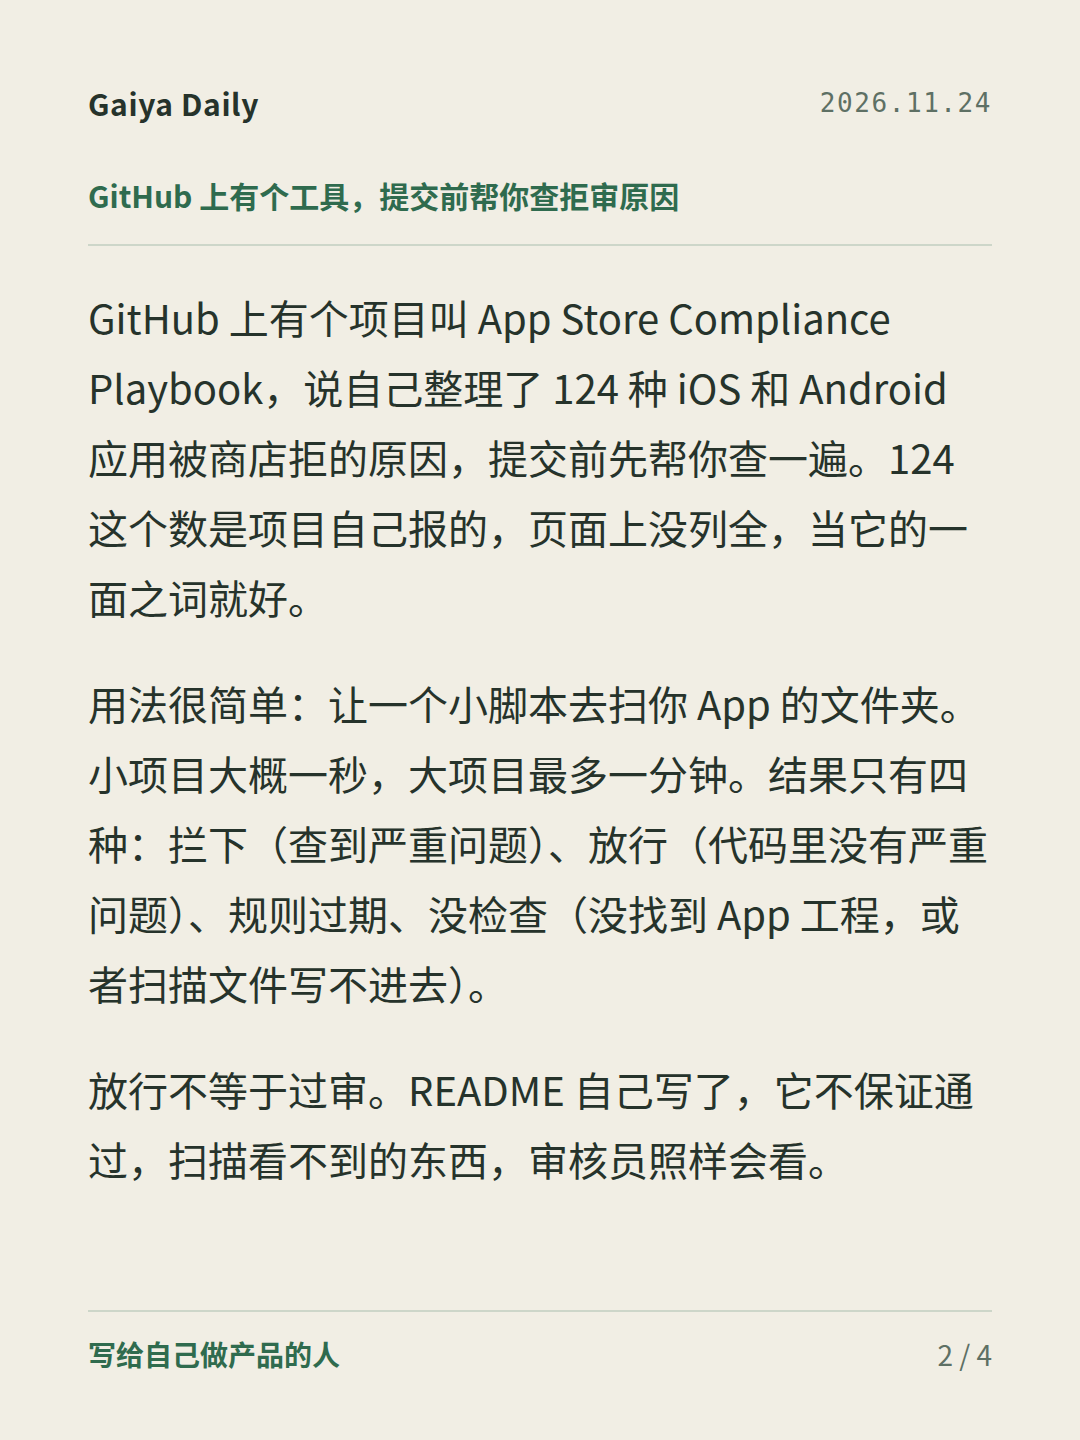 Gaiya Daily
2026.11.24
GitHub 上有个工具，提交前帮你查拒审原因
GitHub 上有个项目叫 App Store Compliance
Playbook，说自己整理了 124 种 iOS 和 Android
应用被商店拒的原因，提交前先帮你查一遍。124
这个数是项目自己报的，页面上没列全，当它的一
面之词就好。
用法很简单：让一个小脚本去扫你 App 的文件夹。
小项目大概一秒，大项目最多一分钟。结果只有四
种：拦下（查到严重问题）、放行（代码里没有严重
问题）、规则过期、没检查（没找到 App 工程，或
者扫描文件写不进去）。
放行不等于过审。README 自己写了，它不保证通
过，扫描看不到的东西，审核员照样会看。
写给自己做产品的人
2 / 4